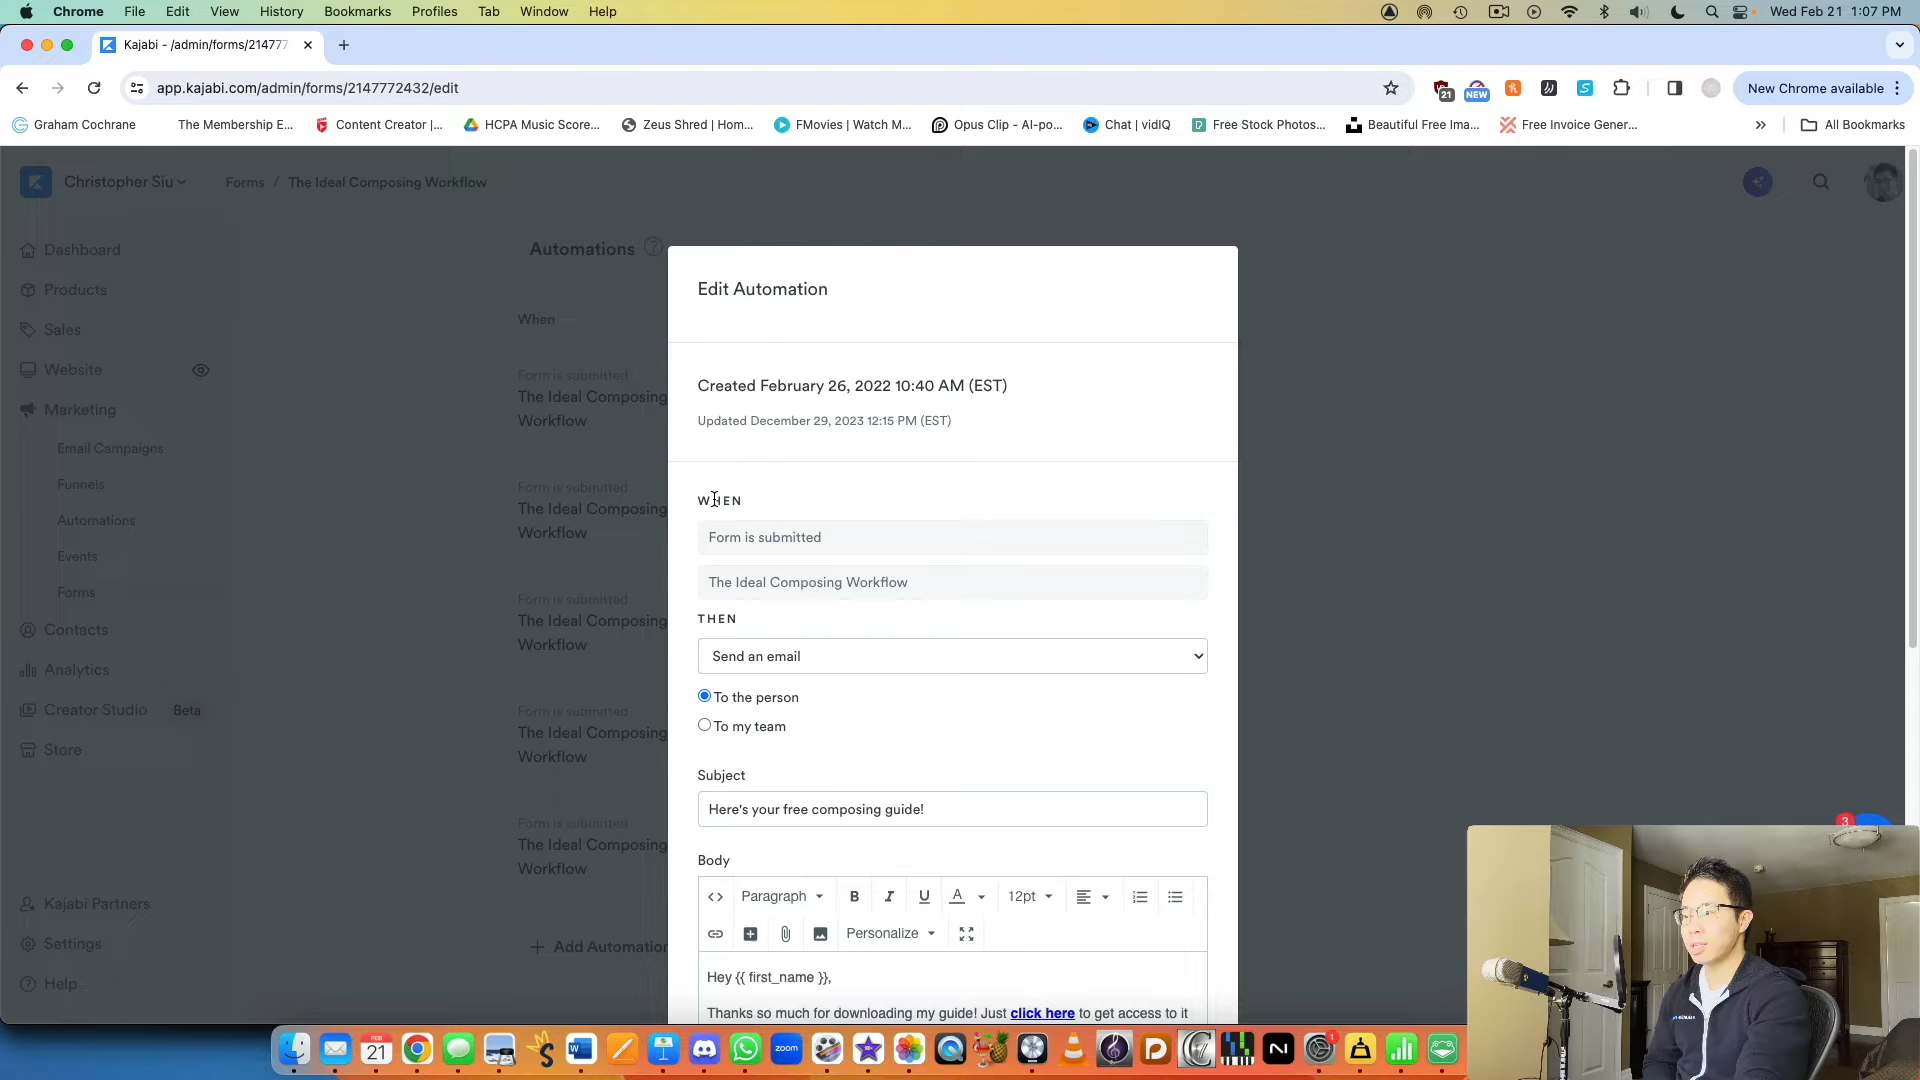 Chrome File Edit View History Bookmarks Profiles Tab Window Help Wed Feb 21 1:07 PM
Kajabi - /admin/forms/214777
app.kajabi.com/admin/forms/2147772432/edit
21 NEW New Chrome available
Graham Cochrane The Membership E... Content Creator |... HCPA Music Score... Zeus Shred | Hom... FMovies | Watch M... Opus Clip - AI-po... Chat | vidIQ Free Stock Photos... Beautiful Free Ima... Free Invoice Gener... » All Bookmarks
Christopher Siu Forms / The Ideal Composing Workflow
Dashboard
Products
Sales
Website
Marketing
Email Campaigns
Funnels
Automations
Events
Forms
Contacts
Analytics
Creator Studio Beta
Store
Kajabi Partners
Settings
Help
Automations
When
Form is submitted
The Ideal Composing
Workflow
Form is submitted
The Ideal Composing
Workflow
Form is submitted
The Ideal Composing
Workflow
Form is submitted
The Ideal Composing
Workflow
Form is submitted
The Ideal Composing
Workflow
+ Add Automation
Edit Automation
Created February 26, 2022 10:40 AM (EST)
Updated December 29, 2023 12:15 PM (EST)
WHEN
Form is submitted
The Ideal Composing Workflow
THEN
Send an email
To the person
To my team
Subject
Here's your free composing guide!
Body
Paragraph B I U A 12pt
Personalize
Hey {{ first_name }},
Thanks so much for downloading my guide! Just click here to get access to it
3
FEB
21
zoom
1